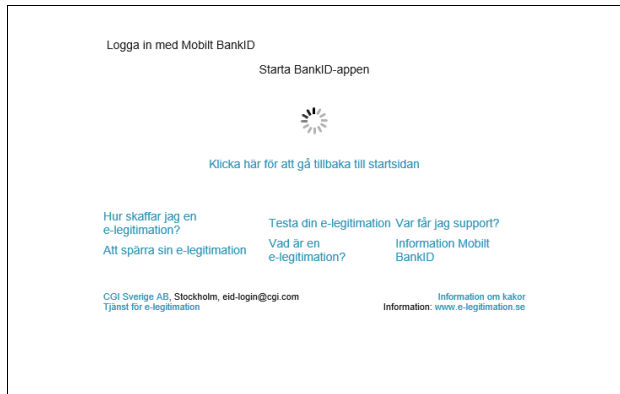 Logga in med Mobilt BankID
Starta BankID-appen
Klicka här för att gå tillbaka till startsidan
Hur skaffar jag en
e-legitimation?
Testa din e-legitimation
Var får jag support?
Att spärra sin e-legitimation
Vad är en
e-legitimation?
Information Mobilt
BankID
CGI Sverige AB, Stockholm, eid-login@cgi.com
Tjänst för e-legitimation
Information om kakor
Information: www.e-legitimation.se